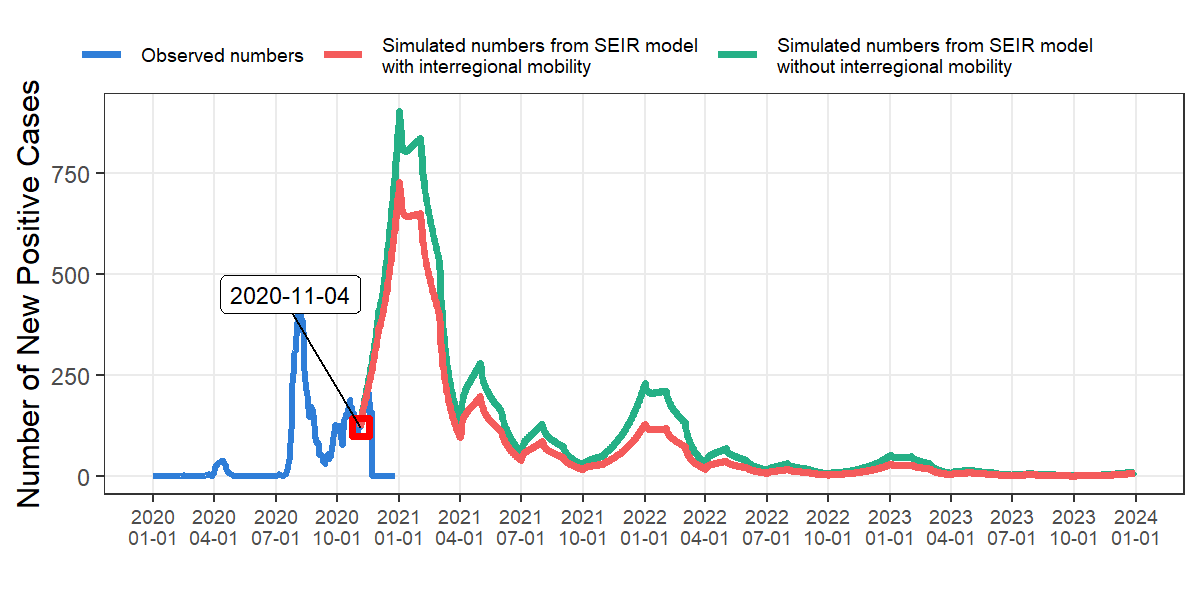 Observed numbers
Simulated numbers from SEIR model
with interregional mobility
Simulated numbers from SEIR model
without interregional mobility
Number of New Positive Cases
750
500
250
0
2020-11-04
2020 2020 2020 2020 2021 2021 2021 2021 2022 2022 2022 2022 2023 2023 2023 2023 2024
01-01 04-01 07-01 10-01 01-01 04-01 07-01 10-01 01-01 04-01 07-01 10-01 01-01 04-01 07-01 10-01 01-01